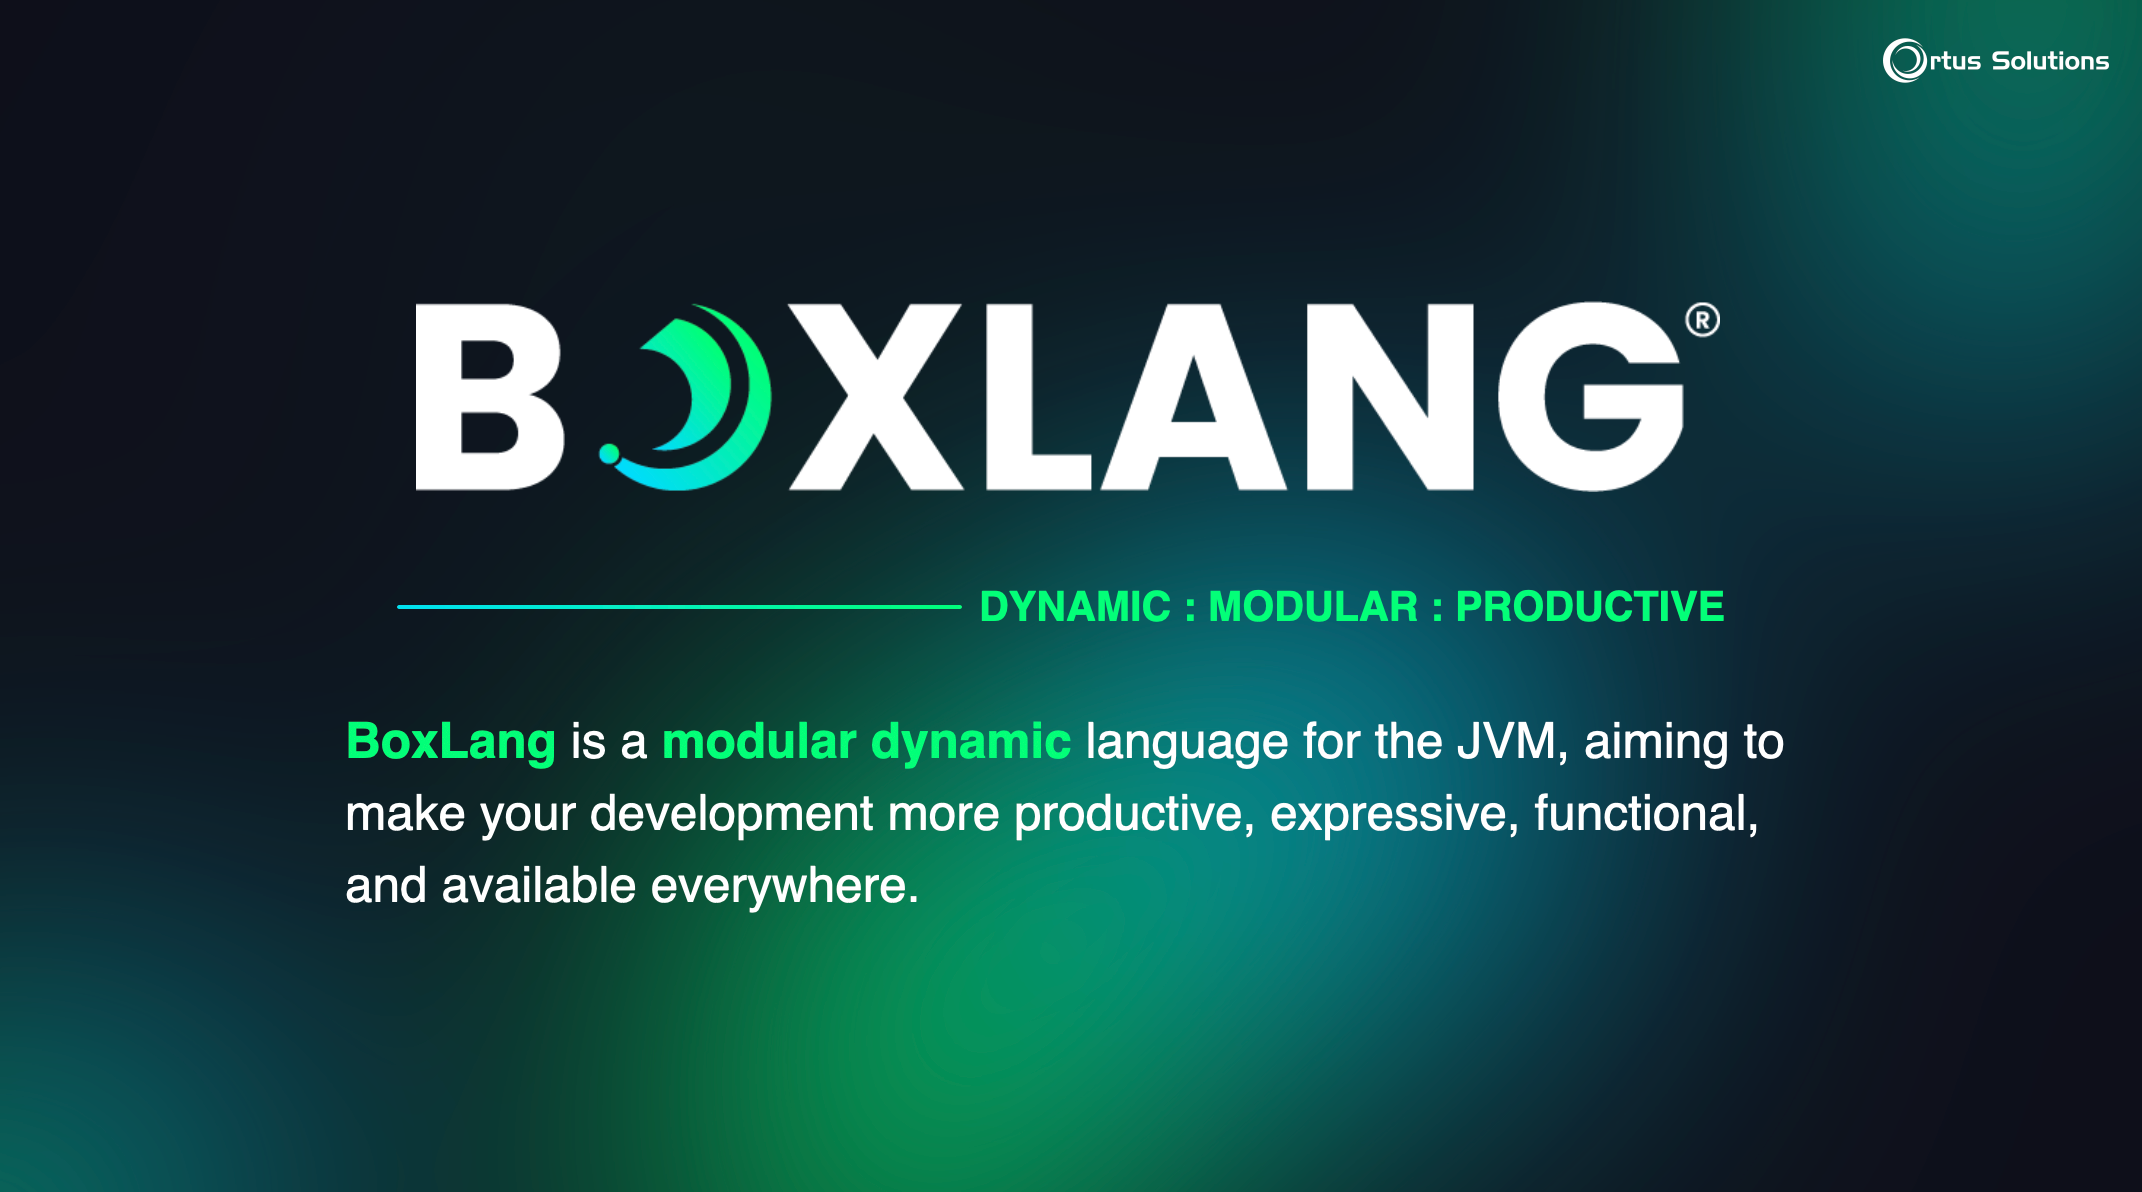 Ortus Solutions
BOXLANG®
DYNAMIC : MODULAR : PRODUCTIVE
BoxLang is a modular dynamic language for the JVM, aiming to
make your development more productive, expressive, functional,
and available everywhere.